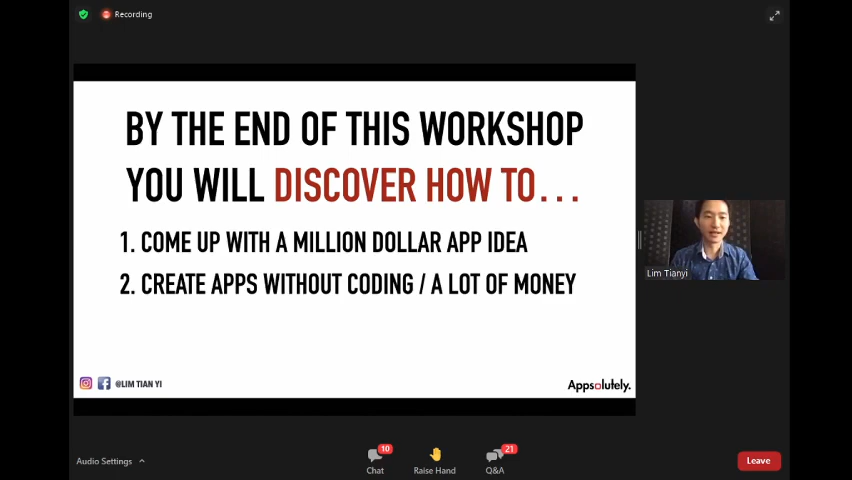 Recording
BY THE END OF THIS WORKSHOP
YOU WILL DISCOVER HOW TO...
1. COME UP WITH A MILLION DOLLAR APP IDEA
2. CREATE APPS WITHOUT CODING / A LOT OF MONEY
Lim Tianyi
@LIM TIAN YI
Appsolutely.
Audio Settings
10
Chat
Raise Hand
21
Q&A
Leave